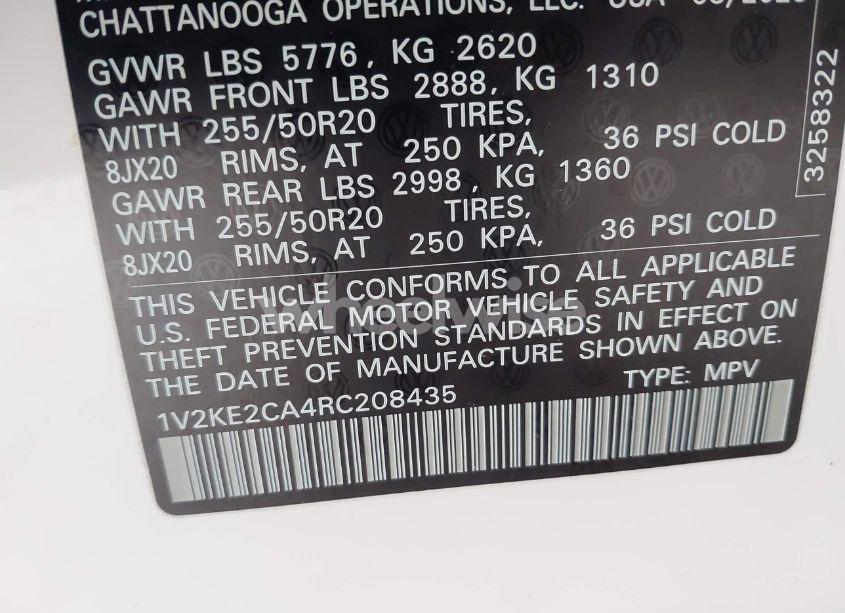 CHATTANOOGA OPERATIONS, LLC. USA
GVWR LBS 5776, KG 2620
GAWR FRONT LBS 2888, KG 1310
WITH 255/50R20 TIRES,
8JX20 RIMS, AT 250 KPA, 36 PSI COLD
GAWR REAR LBS 2998, KG 1360
WITH 255/50R20 TIRES,
8JX20 RIMS, AT 250 KPA, 36 PSI COLD
THIS VEHICLE CONFORMS TO ALL APPLICABLE
U.S. FEDERAL MOTOR VEHICLE SAFETY AND
THEFT PREVENTION STANDARDS IN EFFECT ON
THE DATE OF MANUFACTURE SHOWN ABOVE.
1V2KE2CA4RC208435 TYPE: MPV
3258322
wheelwise